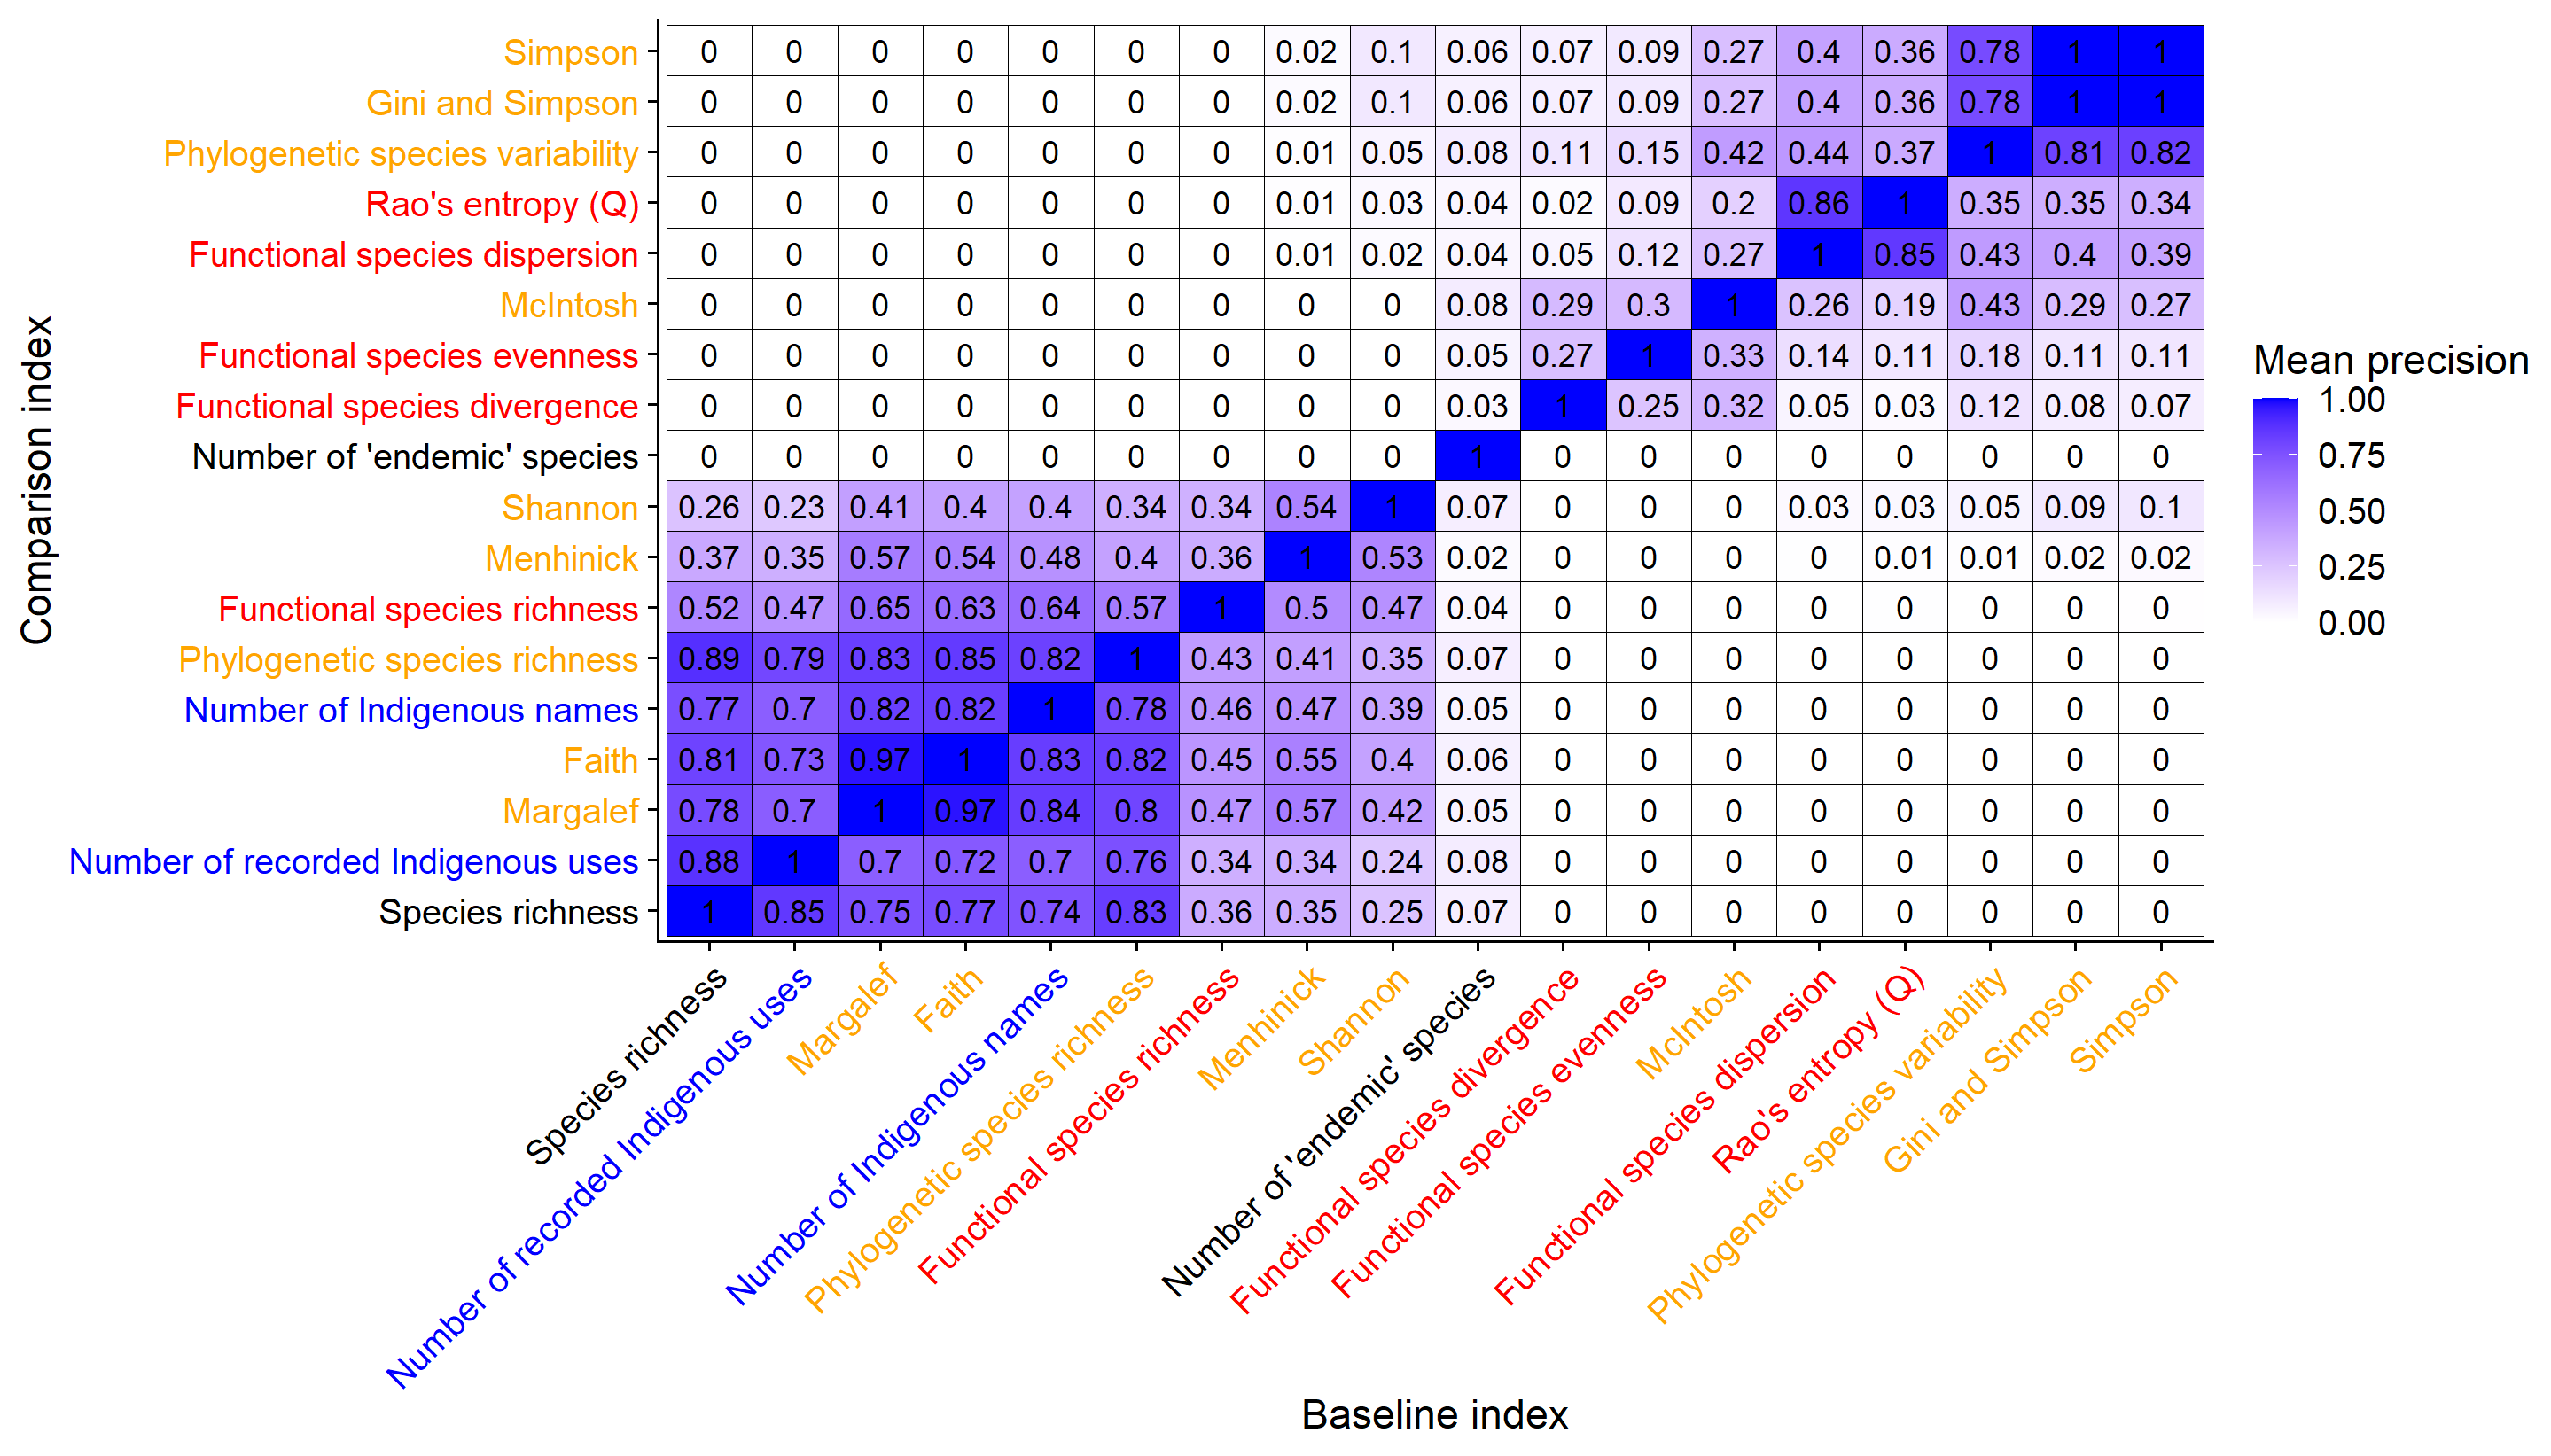 Simpson 0 0 0 0 0 0 0 0.02 0.1 0.06 0.07 0.09 0.27 0.4 0.36 0.78 1 1
Gini and Simpson 0 0 0 0 0 0 0 0.02 0.1 0.06 0.07 0.09 0.27 0.4 0.36 0.78 1 1
Phylogenetic species variability 0 0 0 0 0 0 0 0.01 0.05 0.08 0.11 0.15 0.42 0.44 0.37 1 0.81 0.82
Rao's entropy (Q) 0 0 0 0 0 0 0 0.01 0.03 0.04 0.02 0.09 0.2 0.86 1 0.35 0.35 0.34
Functional species dispersion 0 0 0 0 0 0 0 0.01 0.02 0.04 0.05 0.12 0.27 1 0.85 0.43 0.4 0.39
McIntosh 0 0 0 0 0 0 0 0 0 0.08 0.29 0.3 1 0.26 0.19 0.43 0.29 0.27
Functional species evenness 0 0 0 0 0 0 0 0 0 0.05 0.27 1 0.33 0.14 0.11 0.18 0.11 0.11
Functional species divergence 0 0 0 0 0 0 0 0 0 0.03 1 0.25 0.32 0.05 0.03 0.12 0.08 0.07
Number of 'endemic' species 0 0 0 0 0 0 0 0 0 1 0 0 0 0 0 0 0 0
Shannon 0.26 0.23 0.41 0.4 0.4 0.34 0.34 0.54 1 0.07 0 0 0 0.03 0.03 0.05 0.09 0.1
Menhinick 0.37 0.35 0.57 0.54 0.48 0.4 0.36 1 0.53 0.02 0 0 0 0 0.01 0.01 0.02 0.02
Functional species richness 0.52 0.47 0.65 0.63 0.64 0.57 1 0.5 0.47 0.04 0 0 0 0 0 0 0 0
Phylogenetic species richness 0.89 0.79 0.83 0.85 0.82 1 0.43 0.41 0.35 0.07 0 0 0 0 0 0 0 0
Number of Indigenous names 0.77 0.7 0.82 0.82 1 0.78 0.46 0.47 0.39 0.05 0 0 0 0 0 0 0 0
Faith 0.81 0.73 0.97 1 0.83 0.82 0.45 0.55 0.4 0.06 0 0 0 0 0 0 0 0
Margalef 0.78 0.7 1 0.97 0.84 0.8 0.47 0.57 0.42 0.05 0 0 0 0 0 0 0 0
Number of recorded Indigenous uses 0.88 1 0.7 0.72 0.7 0.76 0.34 0.34 0.24 0.08 0 0 0 0 0 0 0 0
Species richness 1 0.85 0.75 0.77 0.74 0.83 0.36 0.35 0.25 0.07 0 0 0 0 0 0 0 0
Comparison index
Species richness
Number of recorded Indigenous uses
Margalef
Faith
Number of Indigenous names
Phylogenetic species richness
Functional species richness
Menhinick
Shannon
Number of 'endemic' species
Functional species divergence
Functional species evenness
McIntosh
Functional species dispersion
Rao's entropy (Q)
Phylogenetic species variability
Gini and Simpson
Simpson
Baseline index
Mean precision
1.00
0.75
0.50
0.25
0.00